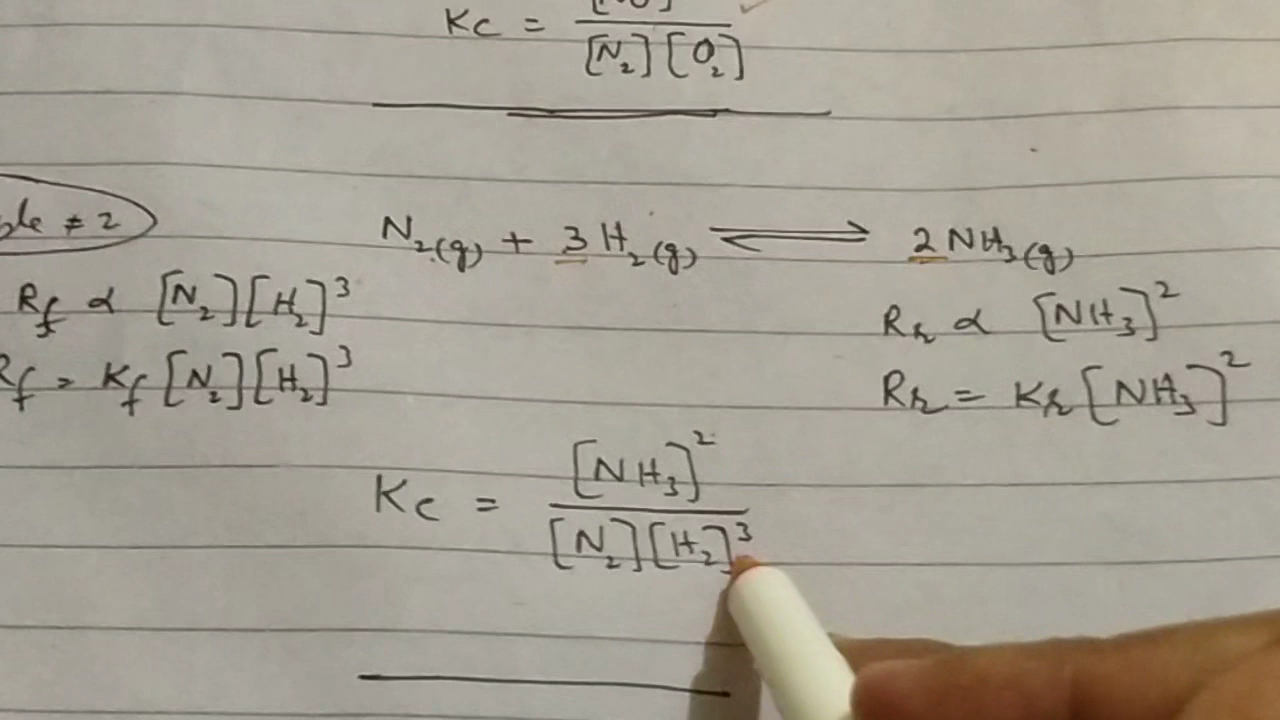 Kc = / [N₂][O₂]
N₂(g) + 3H₂(g) ⇌ 2NH₃(g)
Rf ∝ [N₂][H₂]³
Rr ∝ [NH₃]²
Rf = Kf [N₂][H₂]³
Rr = Kr [NH₃]²
Kc = [NH₃]² / [N₂][H₂]³